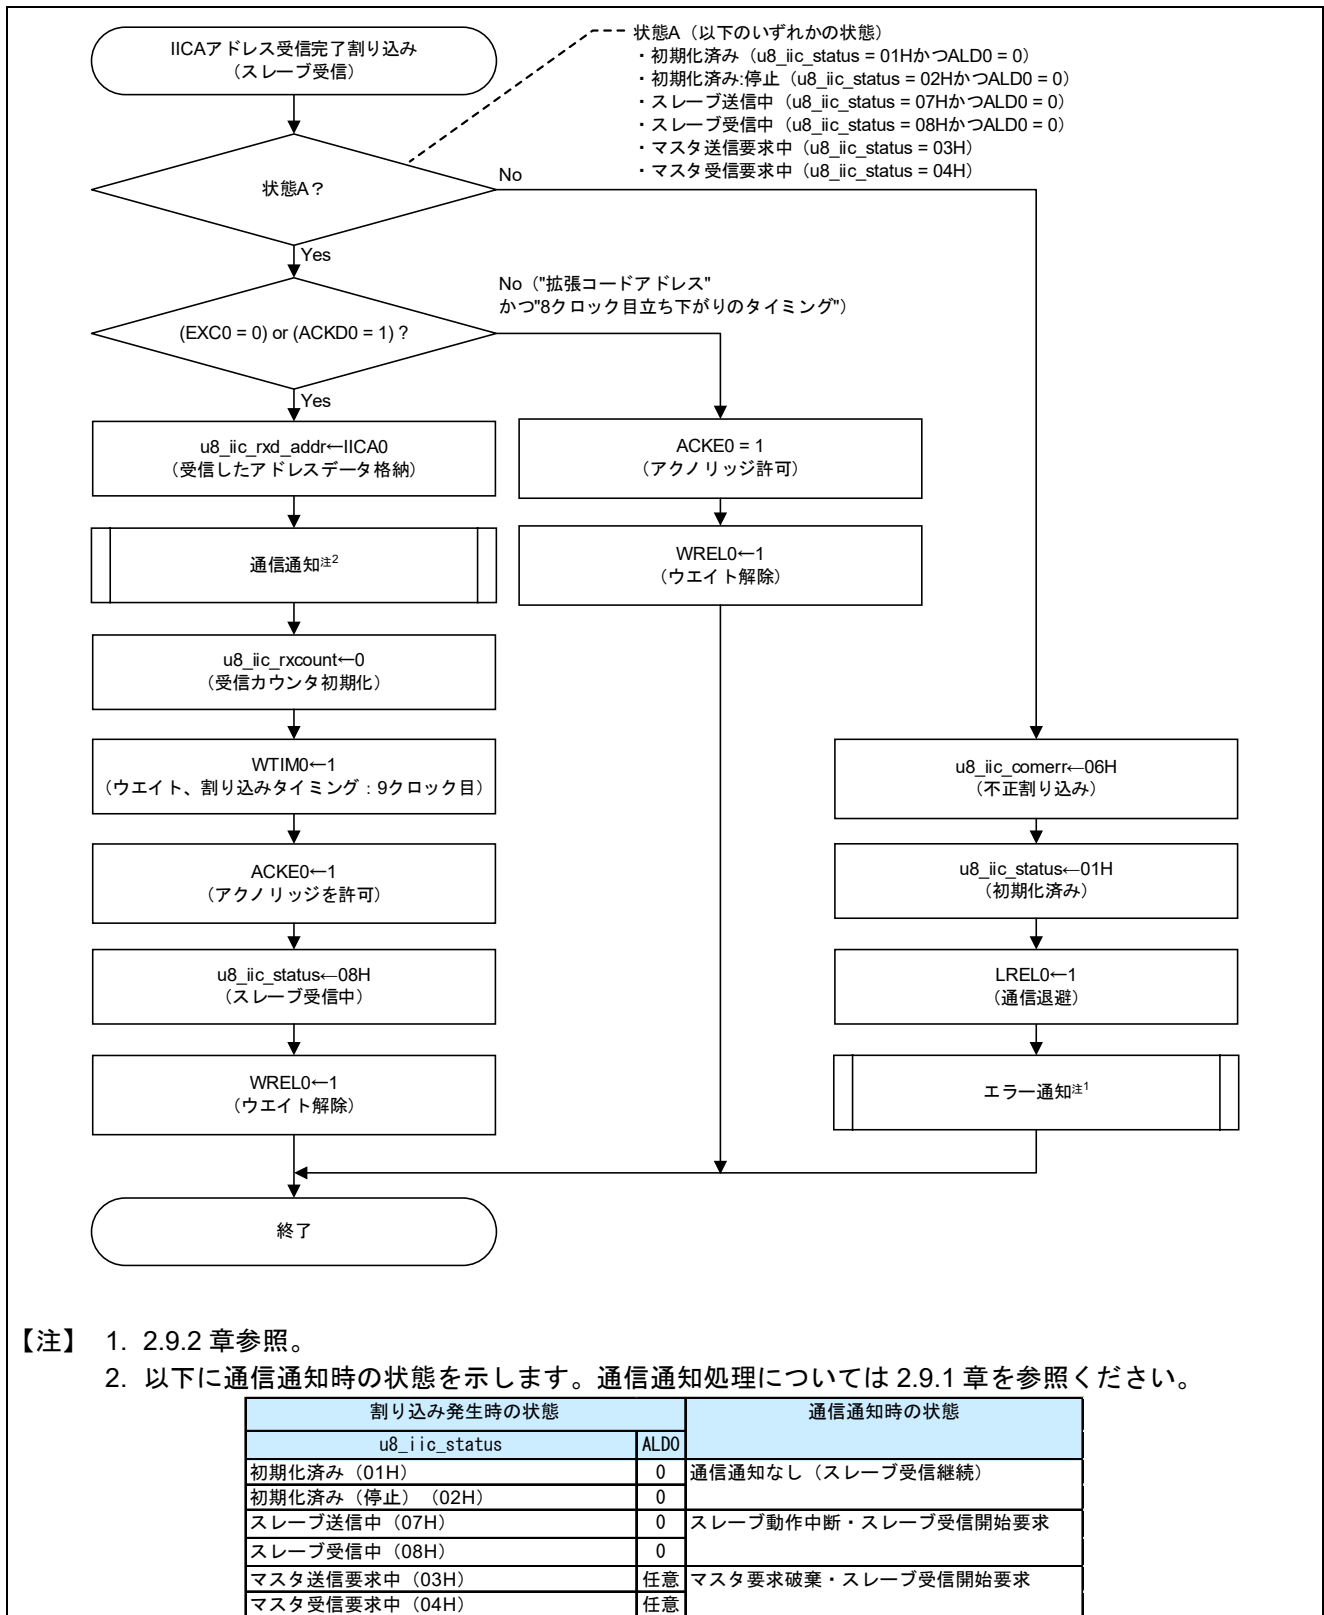 IICAアドレス受信完了割り込み
（スレーブ受信）
状態A（以下のいずれかの状態）
・初期化済み（u8_iic_status = 01HかつALD0 = 0）
・初期化済み:停止（u8_iic_status = 02HかつALD0 = 0）
・スレーブ送信中（u8_iic_status = 07HかつALD0 = 0）
・スレーブ受信中（u8_iic_status = 08HかつALD0 = 0）
・マスタ送信要求中（u8_iic_status = 03H）
・マスタ受信要求中（u8_iic_status = 04H）
状態A？
No
Yes
(EXC0 = 0) or (ACKD0 = 1)？
No（"拡張コードアドレス"
かつ"8クロック目立ち下がりのタイミング"）
Yes
u8_iic_rxd_addr←IICA0
（受信したアドレスデータ格納）
通信通知注2
u8_iic_rxcount←0
（受信カウンタ初期化）
WTIM0←1
（ウエイト、割り込みタイミング：9クロック目）
ACKE0←1
（アクノリッジを許可）
u8_iic_status←08H
（スレーブ受信中）
WREL0←1
（ウエイト解除）
ACKE0 = 1
（アクノリッジ許可）
WREL0←1
（ウエイト解除）
u8_iic_comerr←06H
（不正割り込み）
u8_iic_status←01H
（初期化済み）
LREL0←1
（通信退避）
エラー通知注1
終了
【注】 1. 2.9.2 章参照。
2. 以下に通信通知時の状態を示します。通信通知処理については 2.9.1 章を参照ください。
割り込み発生時の状態 通信通知時の状態
u8_iic_status ALD0
初期化済み（01H） 0 通信通知なし（スレーブ受信継続）
初期化済み（停止）（02H） 0
スレーブ送信中（07H） 0 スレーブ動作中断・スレーブ受信開始要求
スレーブ受信中（08H） 0
マスタ送信要求中（03H） 任意 マスタ要求破棄・スレーブ受信開始要求
マスタ受信要求中（04H） 任意